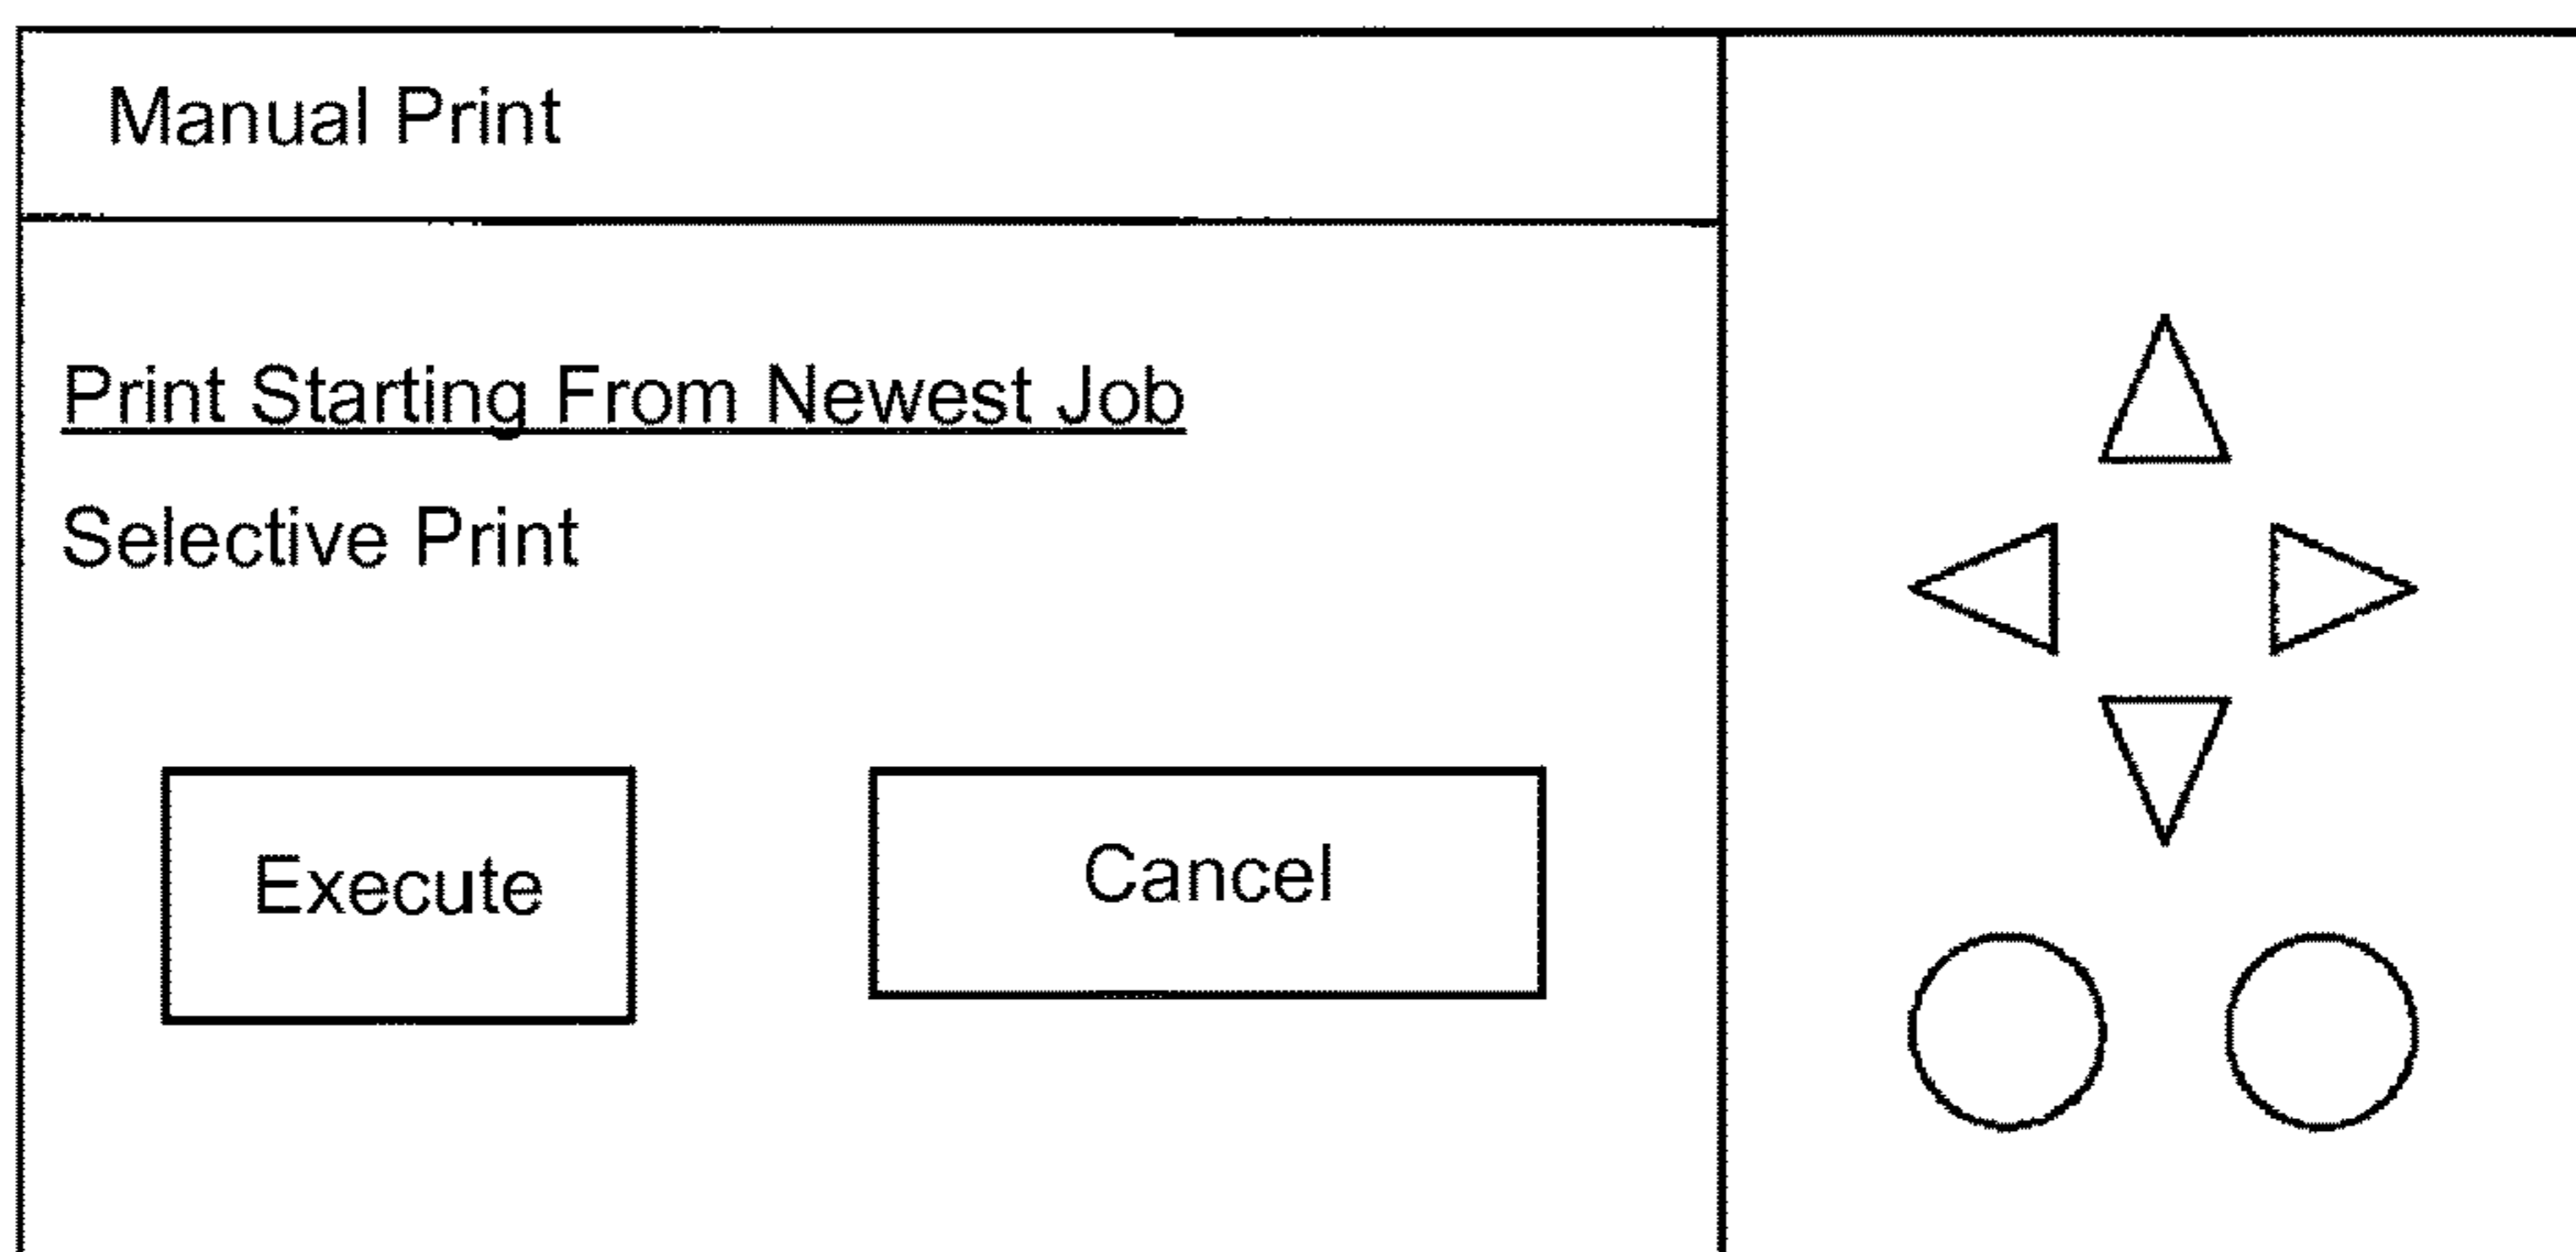 Manual Print
Print Starting From Newest Job
Selective Print
Execute
Cancel